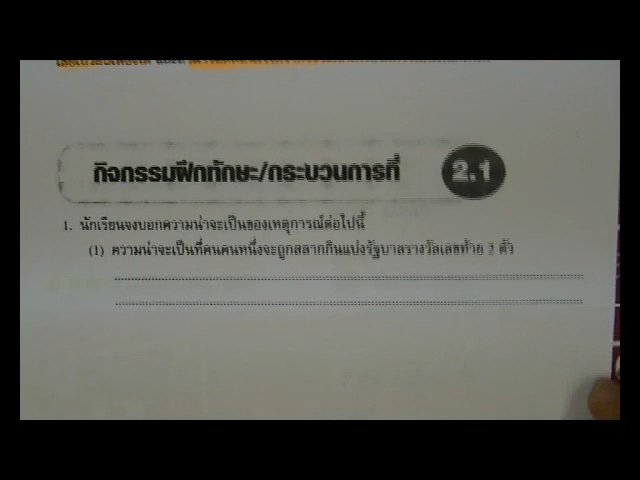 กิจกรรมฝึกทักษะ/กระบวนการที่ 2.1
1. นักเรียนจงบอกความน่าจะเป็นของเหตุการณ์ต่อไปนี้
(1) ความน่าจะเป็นที่คนคนหนึ่งจะถูกสลากกินแบ่งรัฐบาลรางวัลเลขท้าย 2 ตัว